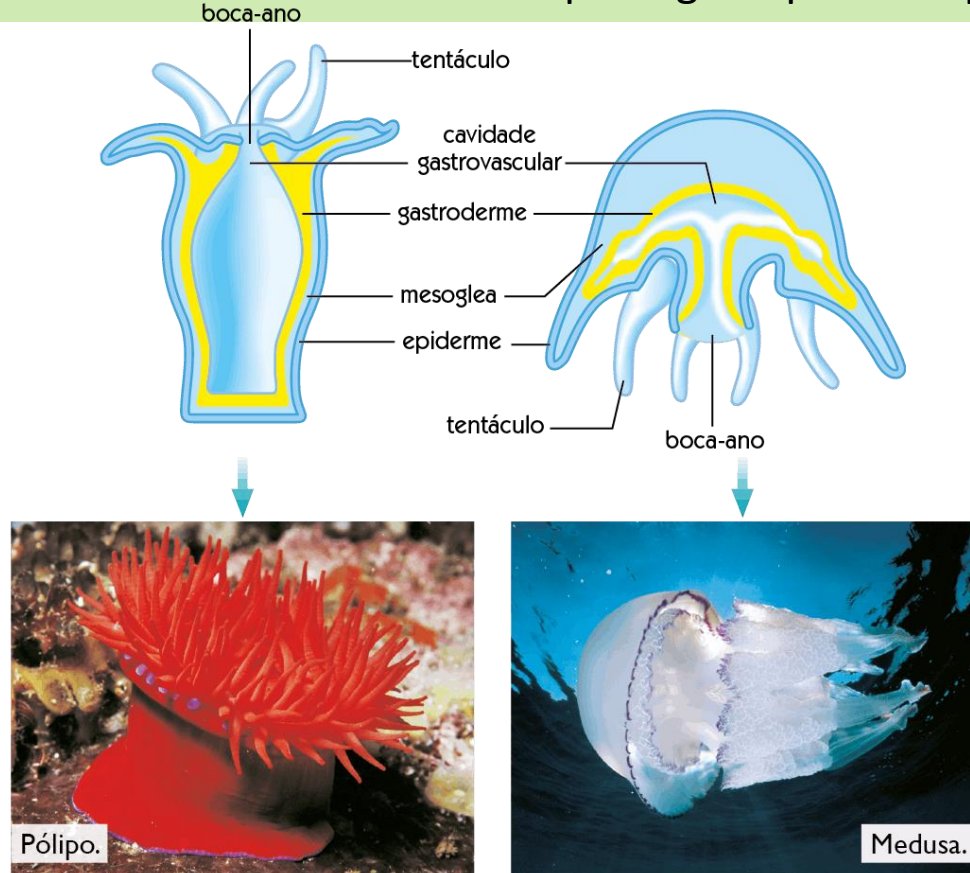 boca-ano
tentáculo
cavidade
gastrovascular
gastroderme
mesoglea
epiderme
tentáculo
boca-ano
Pólipo.
Medusa.